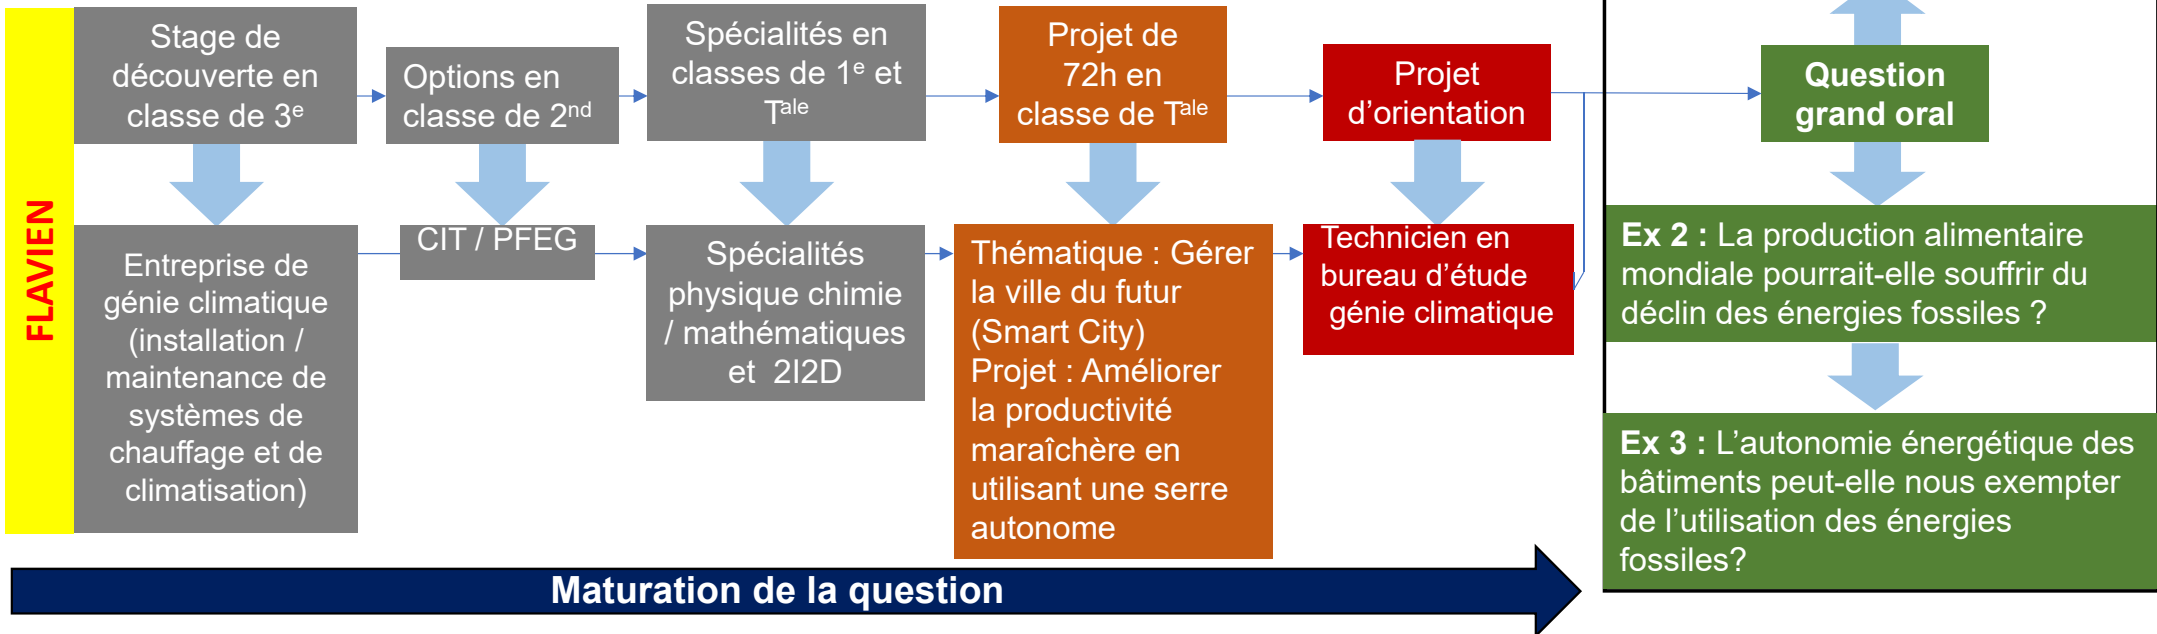 FLAVIEN
Stage de
découverte en
classe de 3e
Options en
classe de 2nd
Spécialités en
classes de 1e et
Tale
Projet de
72h en
classe de Tale
Projet
d’orientation
Question
grand oral
Entreprise de
génie climatique
(installation /
maintenance de
systèmes de
chauffage et de
climatisation)
CIT / PFEG
Spécialités
physique chimie
/ mathématiques
et 2I2D
Thématique : Gérer
la ville du futur
(Smart City)
Projet : Améliorer
la productivité
maraîchère en
utilisant une serre
autonome
Technicien en
bureau d’étude
génie climatique
Ex 2 : La production alimentaire
mondiale pourrait-elle souffrir du
déclin des énergies fossiles ?
Ex 3 : L’autonomie énergétique des
bâtiments peut-elle nous exempter
de l’utilisation des énergies
fossiles?
Maturation de la question